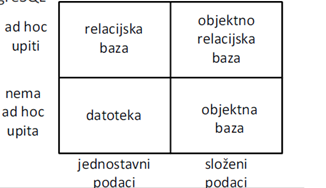 ad hoc
upiti
relacijska
baza
objektno
relacijska
baza
nema
ad hoc
upita
datoteka
objektna
baza
jednostavni
podaci
složeni
podaci